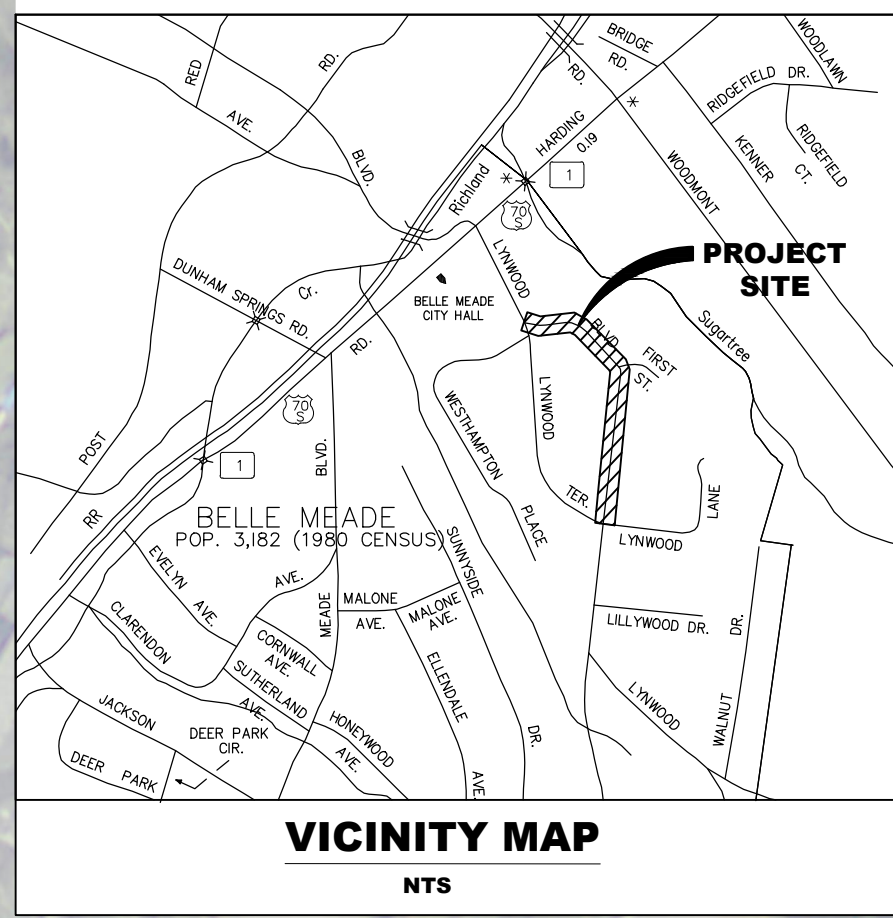 RED
RD.
AVE.
BLVD.
BRIDGE
RD.
RD.
WOODLAWN
RIDGEFIELD DR.
HARDING
0.19
RIDGEFIELD
CT.
KENNER
WOODMONT
Richland
1
70
S
LYNWOOD
PROJECT
SITE
DUNHAM SPRINGS RD.
Cr.
BELLE MEADE
CITY HALL
BLVD.
FIRST
ST.
Sugartree
RD.
70
S
WESTHAMPTON
PLACE
LYNWOOD
TER.
POST
RR
1
BLVD.
BELLE MEADE
POP. 3,182 (1980 CENSUS)
LANE
LYNWOOD
EVELYN AVE.
AVE.
SUNNYSIDE
DR.
MEADE
MALONE
AVE.
MALONE
AVE.
LILLYWOOD DR.
DR.
WALNUT
CLARENDON
CORNWALL
AVE.
SUTHERLAND
AVE.
ELLENDALE
AVE.
LYNWOOD
JACKSON
DEER PARK
CIR.
HONEYWOOD
AVE.
DEER PARK
VICINITY MAP
NTS